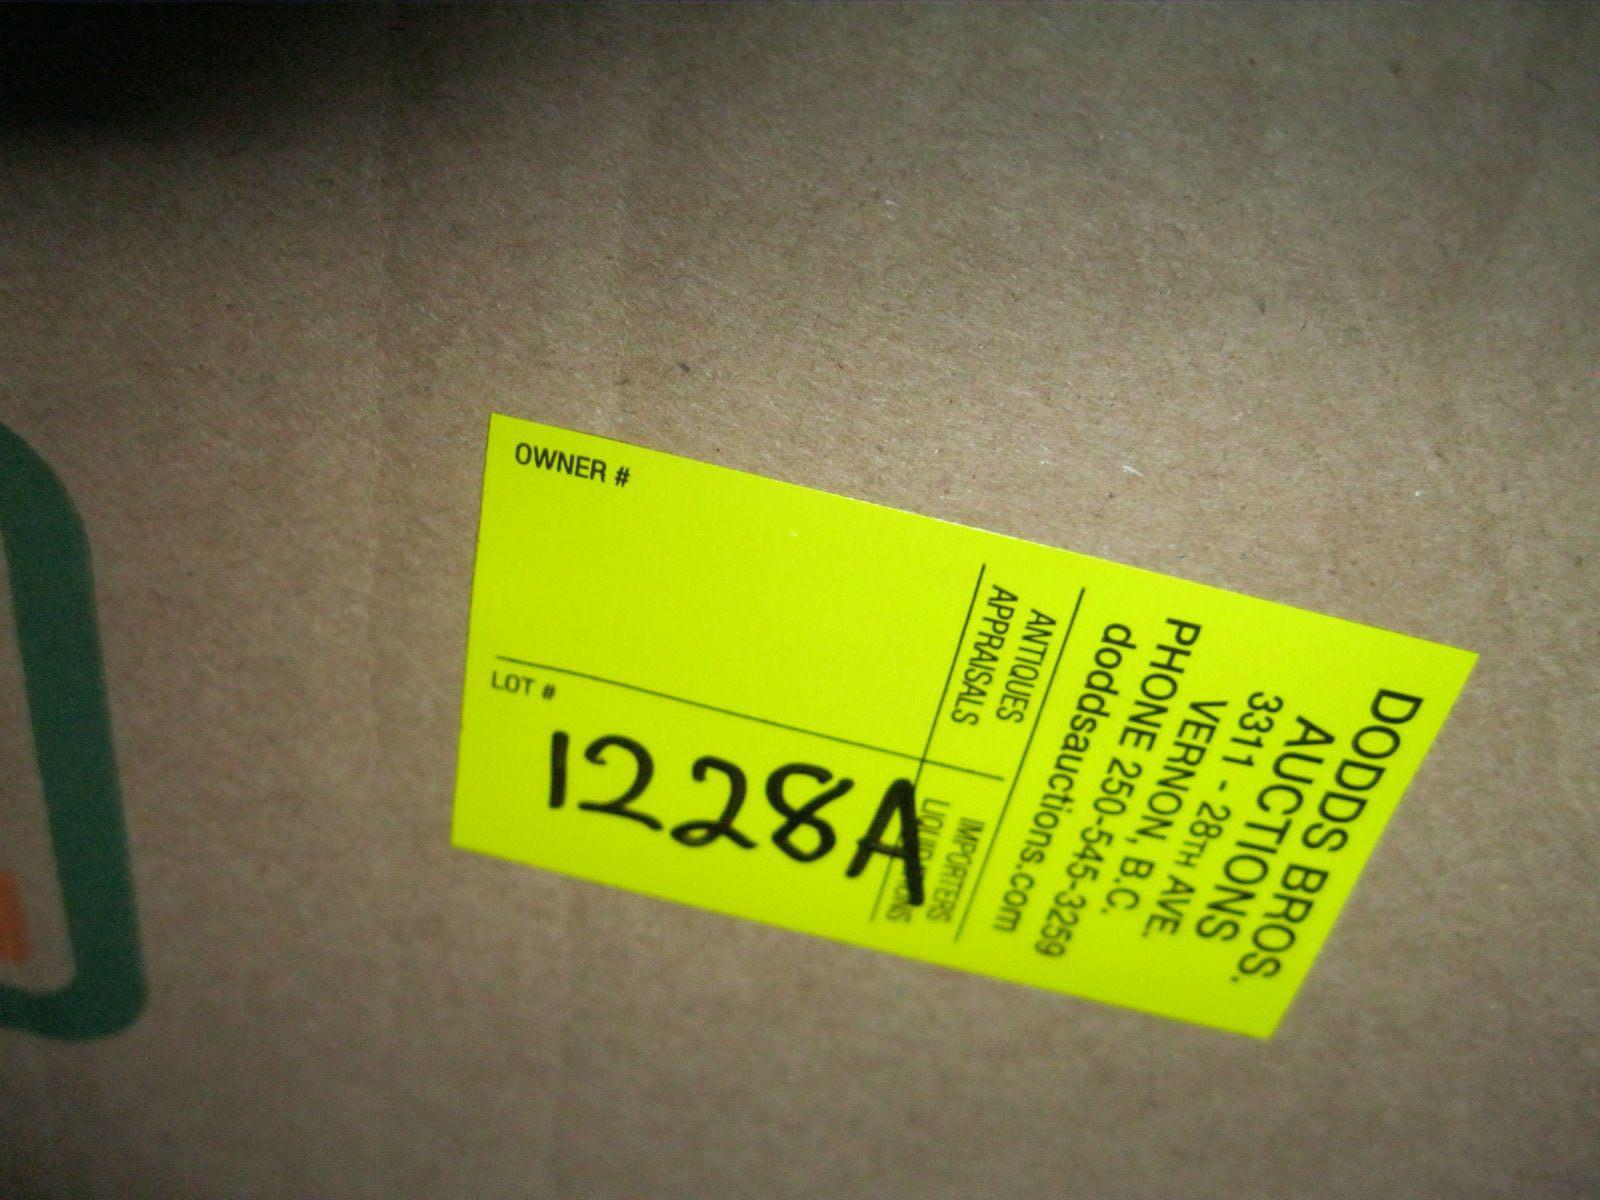 DODDS BROS.
AUCTIONS
3311 - 28TH AVE.
VERNON, B.C.
PHONE 250-545-3259
doddsauctions.com
ANTIQUES
APPRAISALS
IMPORTERS
LIQUIDATIONS
OWNER #
LOT #
1228A